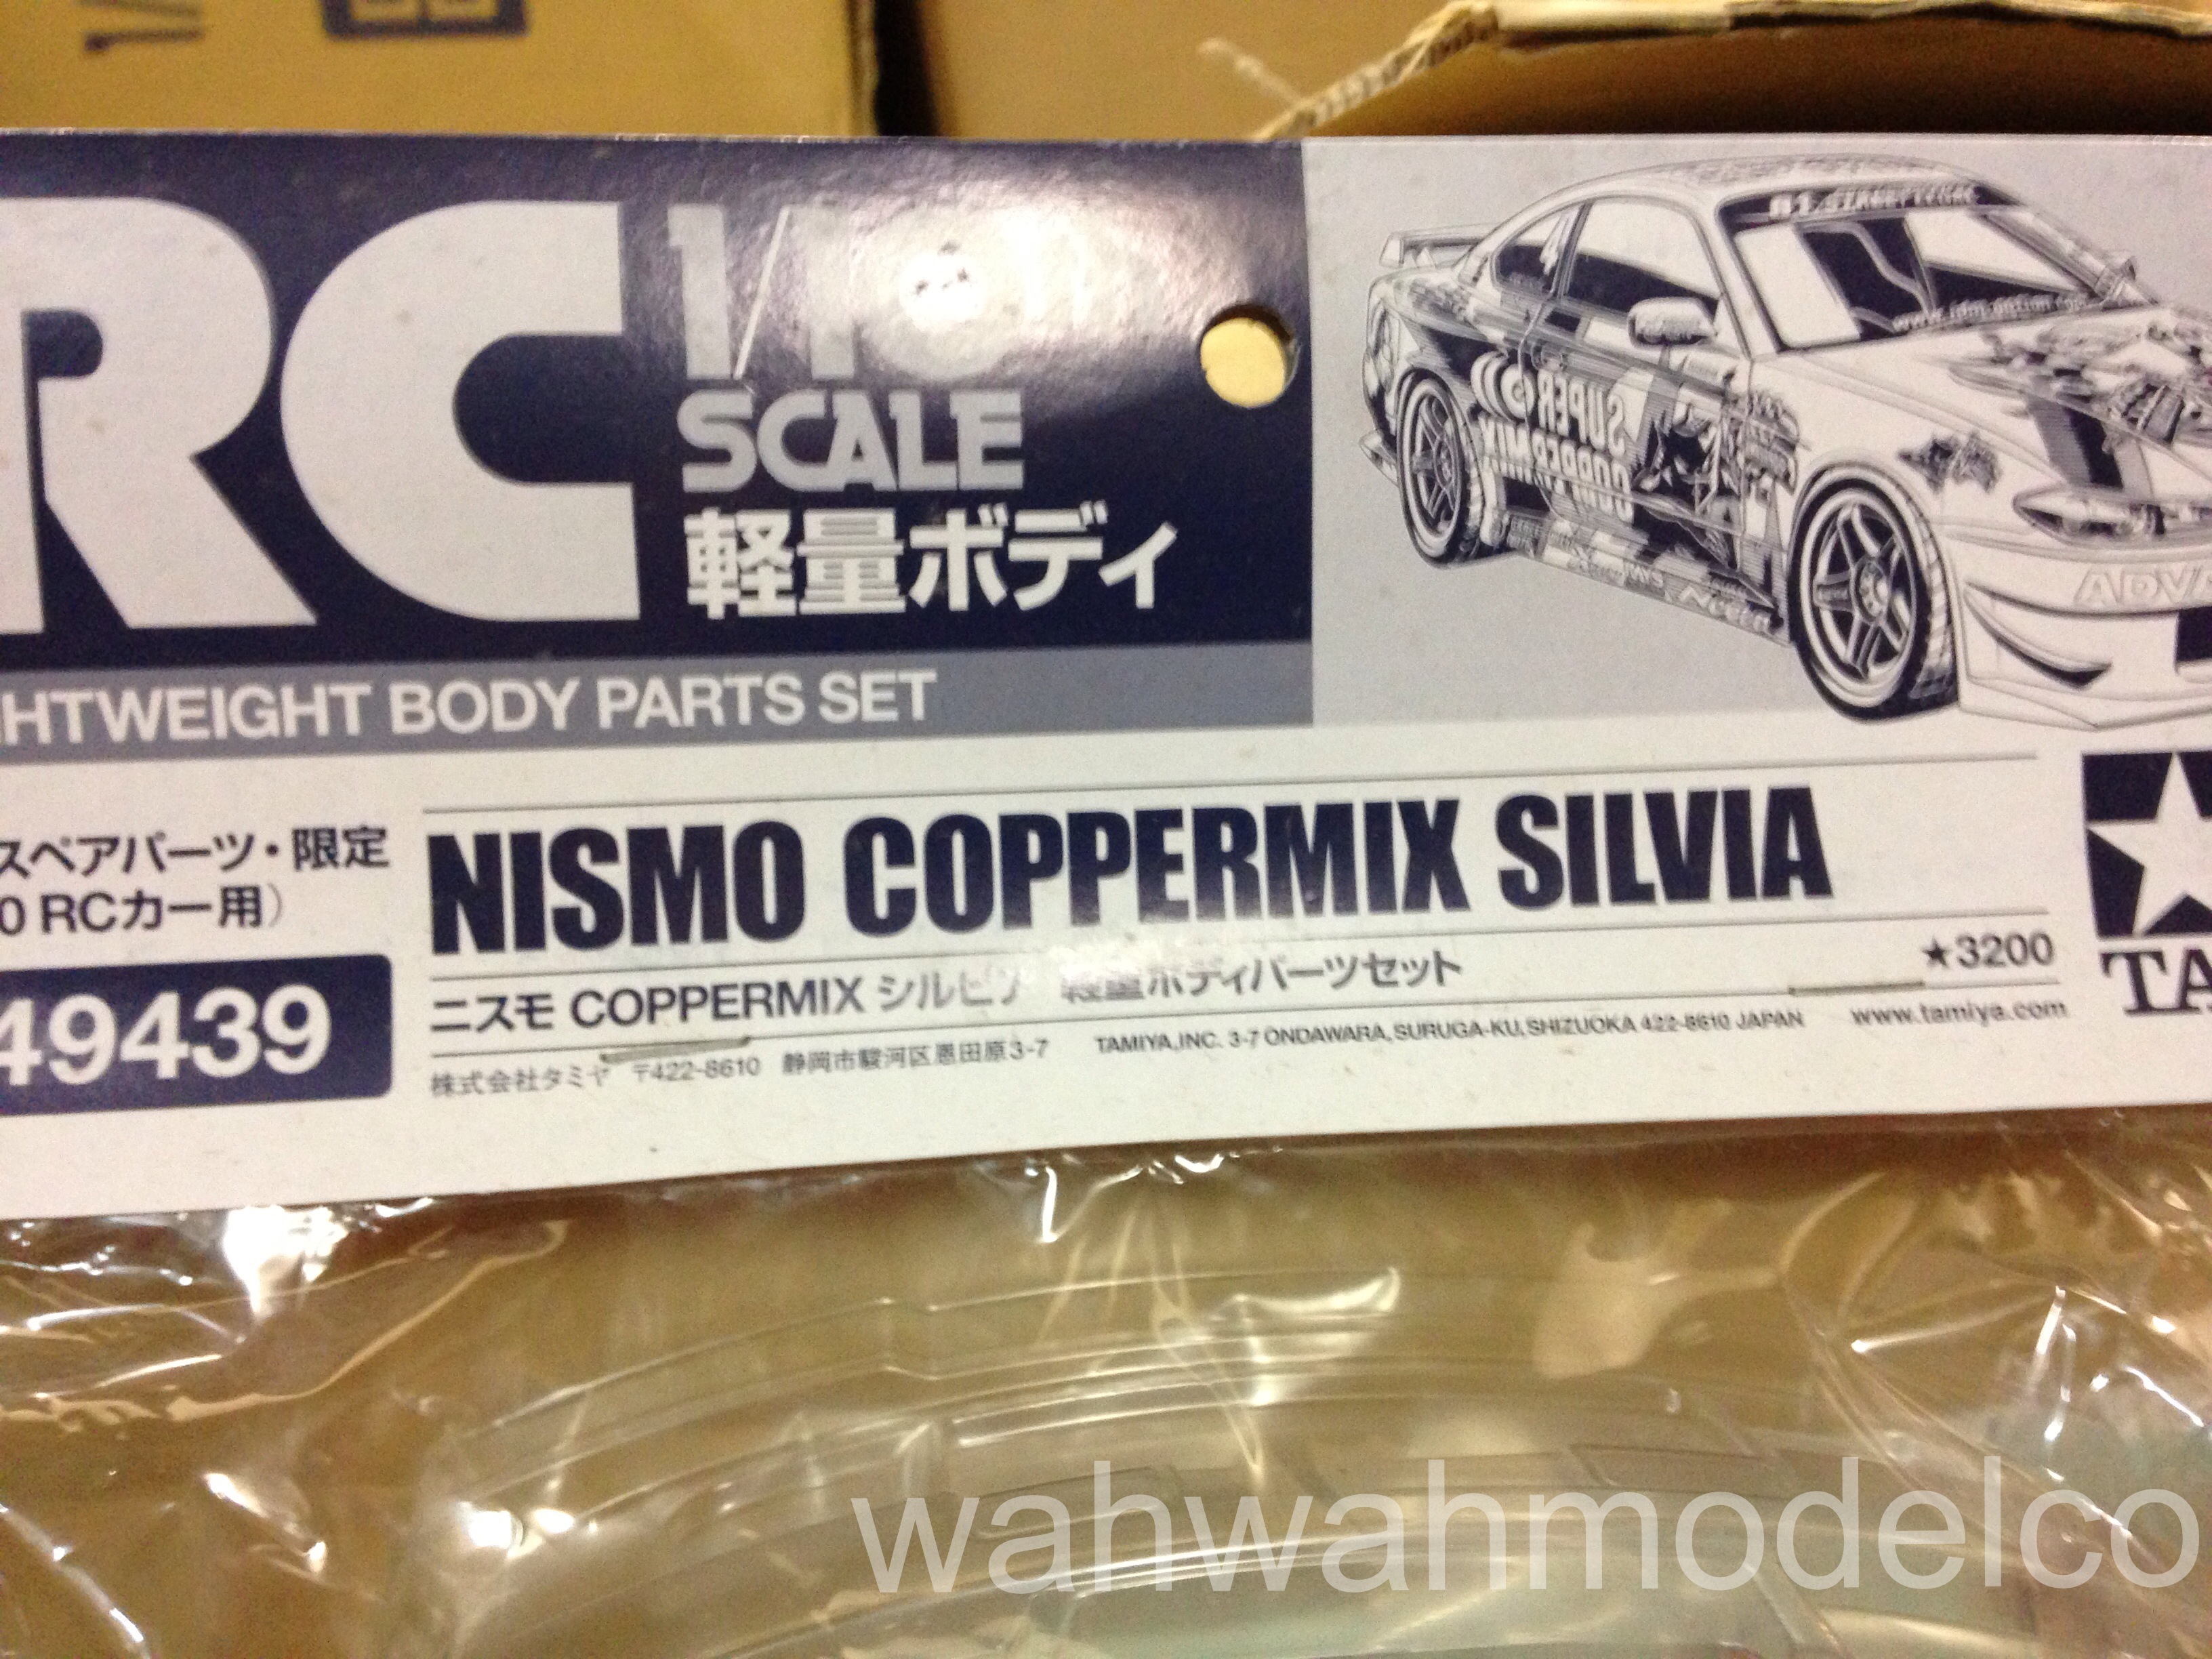 RC
1/10
SCALE
軽量ボディ
HTWEIGHT BODY PARTS SET
スペアパーツ・限定
0 RCカー用）
49439
NISMO COPPERMIX SILVIA
ニスモ COPPERMIX シルビア 軽量ボディパーツセット
★3200
株式会社タミヤ 〒422-8610 静岡市駿河区恩田原3-7 TAMIYA,INC. 3-7 ONDAWARA,SURUGA-KU,SHIZUOKA 422-8610 JAPAN www.tamiya.com
TA
SUPER
COPPERMIX
ADVA
wahwahmodelco